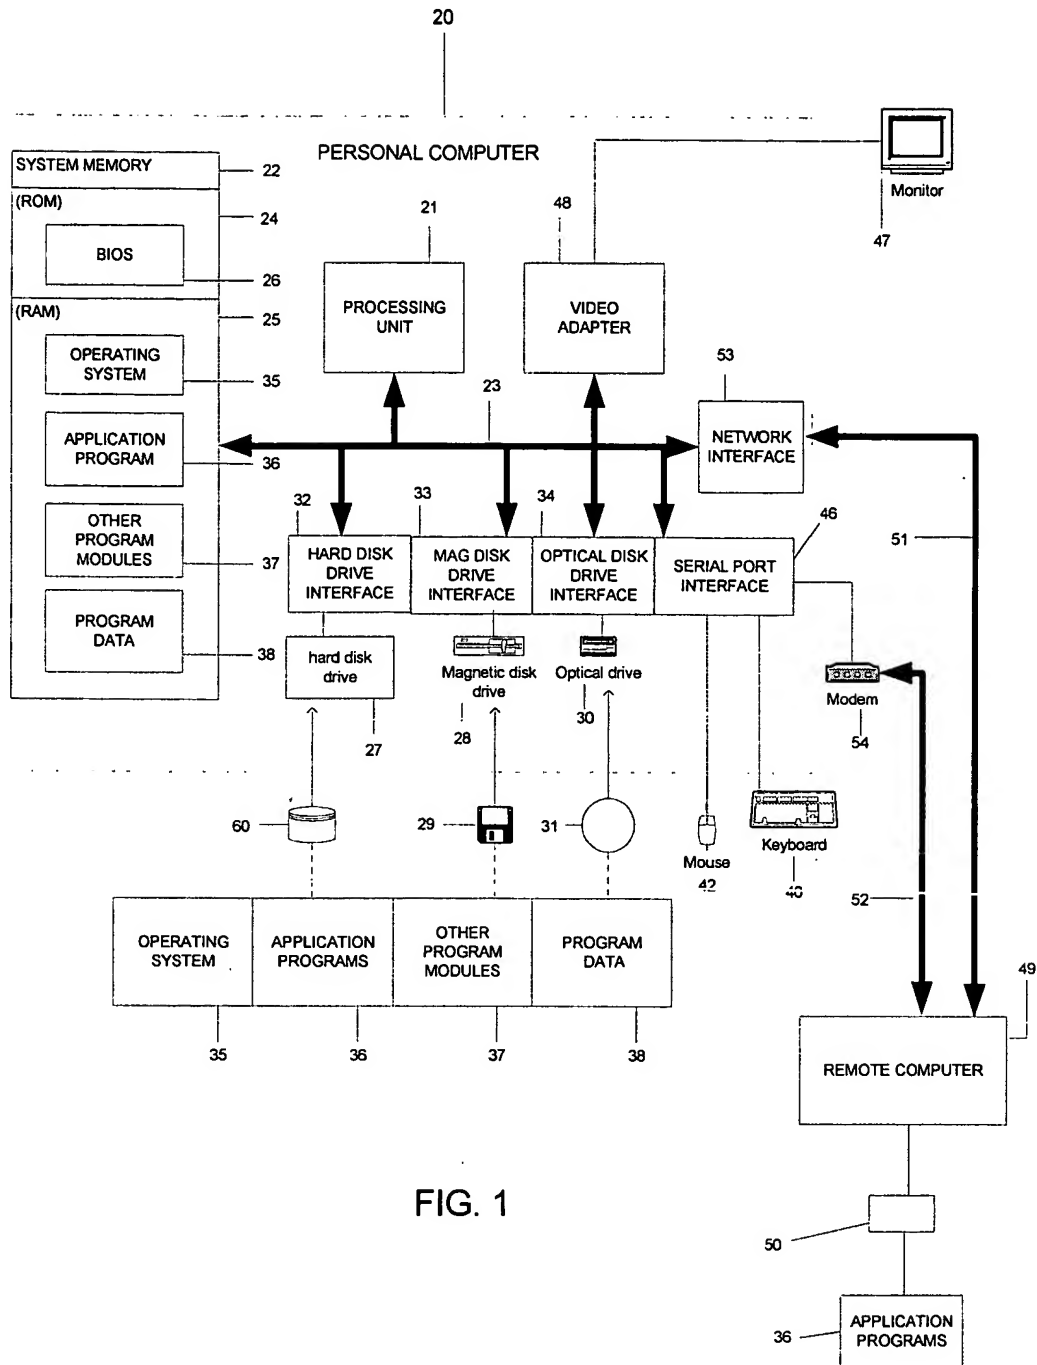 20
PERSONAL COMPUTER
SYSTEM MEMORY
22
(ROM)
24
BIOS
26
(RAM)
25
OPERATING
SYSTEM
35
APPLICATION
PROGRAM
36
OTHER
PROGRAM
MODULES
37
PROGRAM
DATA
38
21
PROCESSING
UNIT
48
VIDEO
ADAPTER
Monitor
47
23
53
NETWORK
INTERFACE
32
HARD DISK
DRIVE
INTERFACE
33
MAG DISK
DRIVE
INTERFACE
34
OPTICAL DISK
DRIVE
INTERFACE
46
SERIAL PORT
INTERFACE
51
hard disk
drive
27
Magnetic disk
drive
28
Optical drive
30
Modem
54
60
29
31
Mouse
42
Keyboard
40
52
OPERATING
SYSTEM
APPLICATION
PROGRAMS
OTHER
PROGRAM
MODULES
PROGRAM
DATA
35
36
37
38
49
REMOTE COMPUTER
50
36
APPLICATION
PROGRAMS
FIG. 1